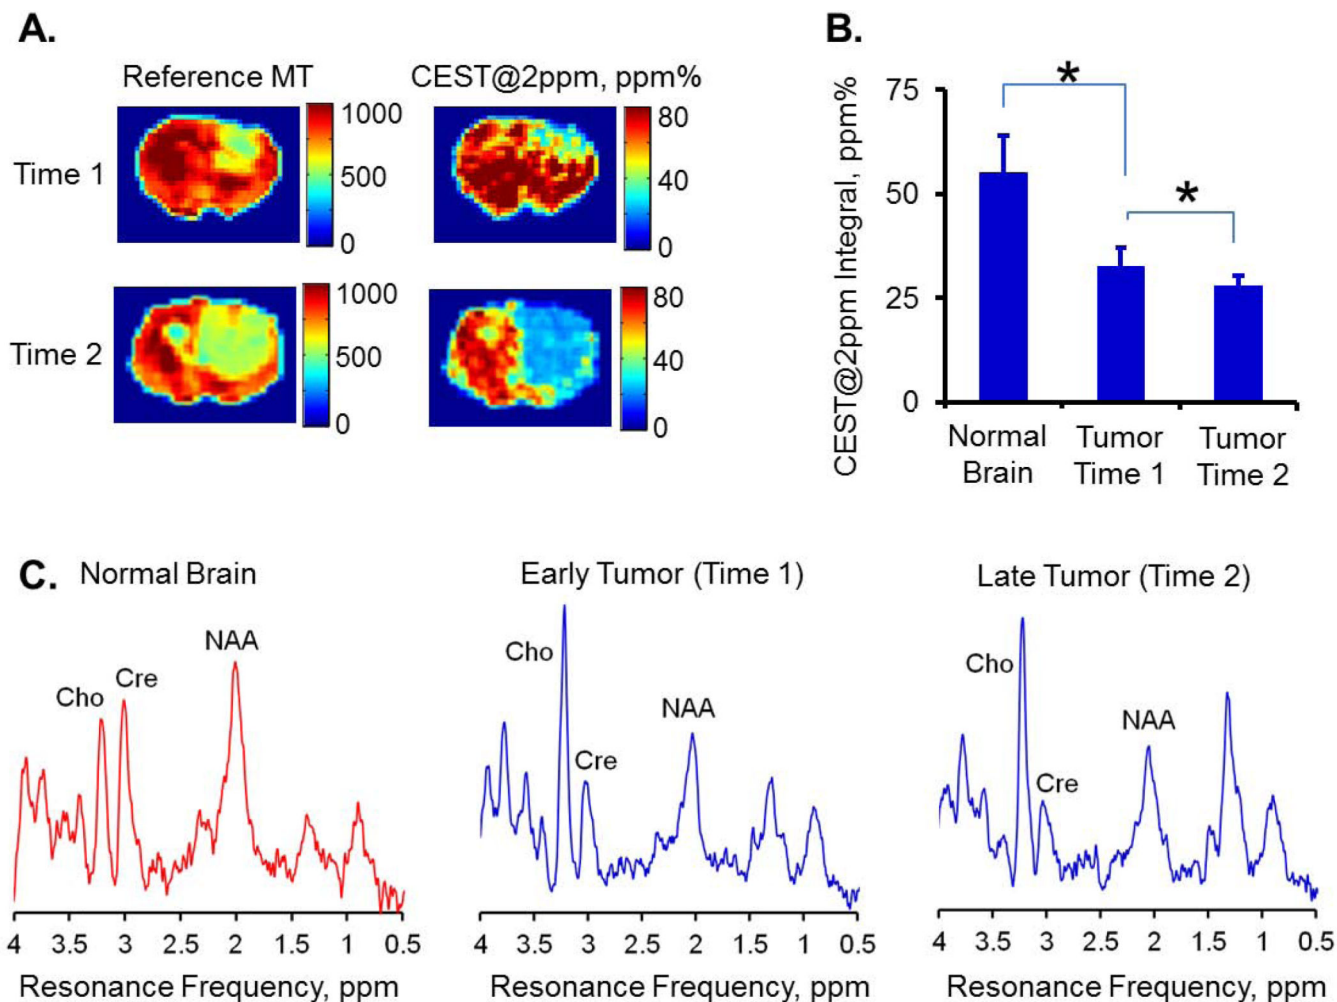 A.
Reference MT
CEST@2ppm, ppm%
Time 1
1000
500
0
80
40
0
Time 2
1000
500
0
80
40
0
B.
CEST@2ppm Integral, ppm%
75
50
25
0
*
*
Normal
Brain
Tumor
Time 1
Tumor
Time 2
C.
Normal Brain
Cho
Cre
NAA
4 3.5 3 2.5 2 1.5 1 0.5
Resonance Frequency, ppm
Early Tumor (Time 1)
Cho
Cre
NAA
4 3.5 3 2.5 2 1.5 1 0.5
Resonance Frequency, ppm
Late Tumor (Time 2)
Cho
Cre
NAA
4 3.5 3 2.5 2 1.5 1 0.5
Resonance Frequency, ppm